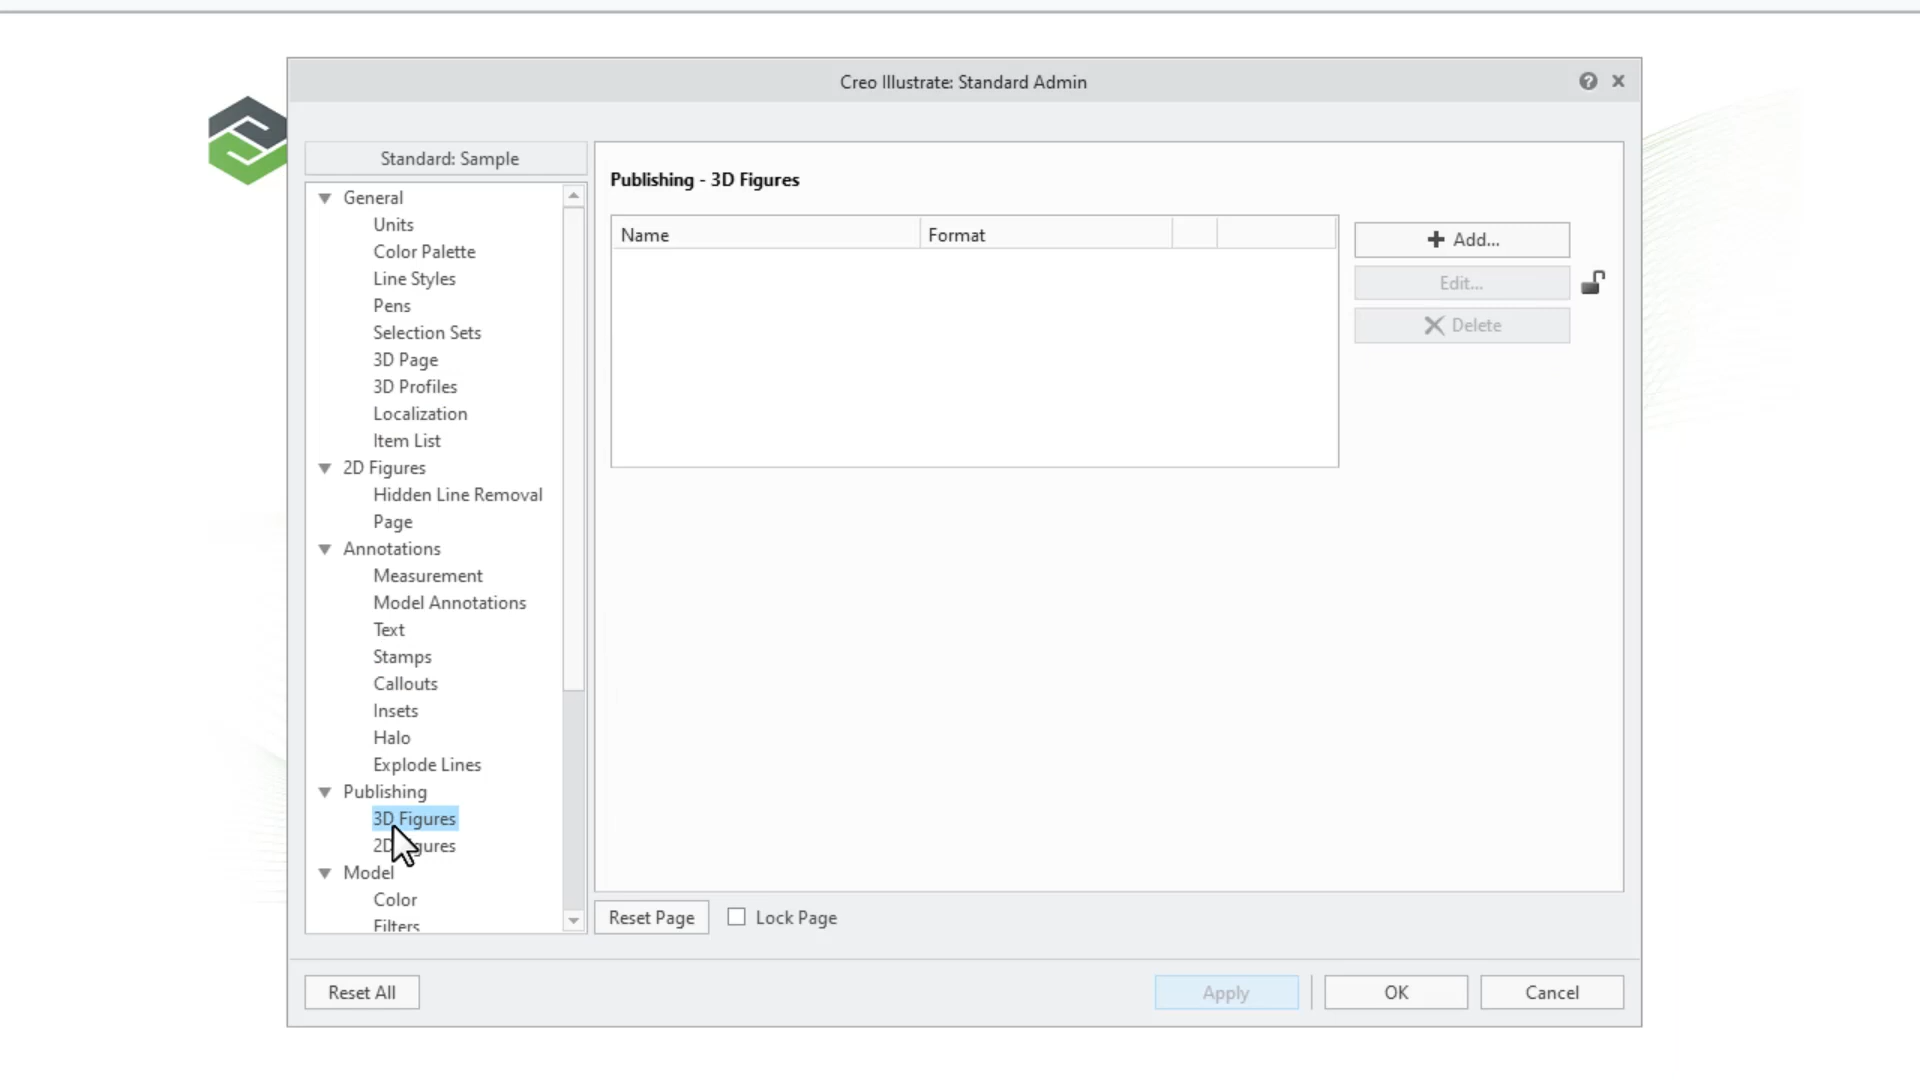 Creo Illustrate: Standard Admin
Standard: Sample
General
Units
Color Palette
Line Styles
Pens
Selection Sets
3D Page
3D Profiles
Localization
Item List
2D Figures
Hidden Line Removal
Page
Annotations
Measurement
Model Annotations
Text
Stamps
Callouts
Insets
Halo
Explode Lines
Publishing
3D Figures
2D Figures
Model
Color
Filters
Publishing - 3D Figures
Name Format
Add...
Edit...
Delete
Reset Page Lock Page
Reset All Apply OK Cancel